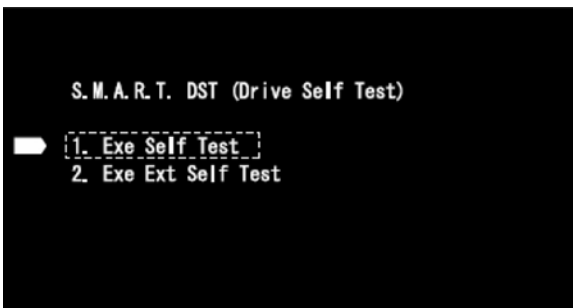 S.M.A.R.T. DST (Drive Self Test)
1. Exe Self Test
2. Exe Ext Self Test